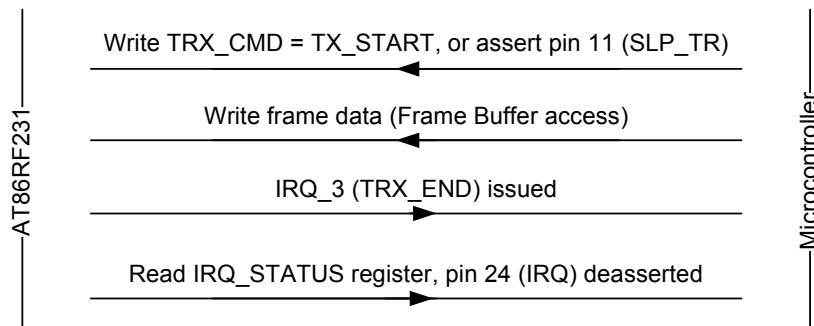 Write TRX_CMD = TX_START, or assert pin 11 (SLP_TR)
Write frame data (Frame Buffer access)
AT86RF231
Microcontroller
IRQ_3 (TRX_END) issued
Read IRQ_STATUS register, pin 24 (IRQ) deasserted